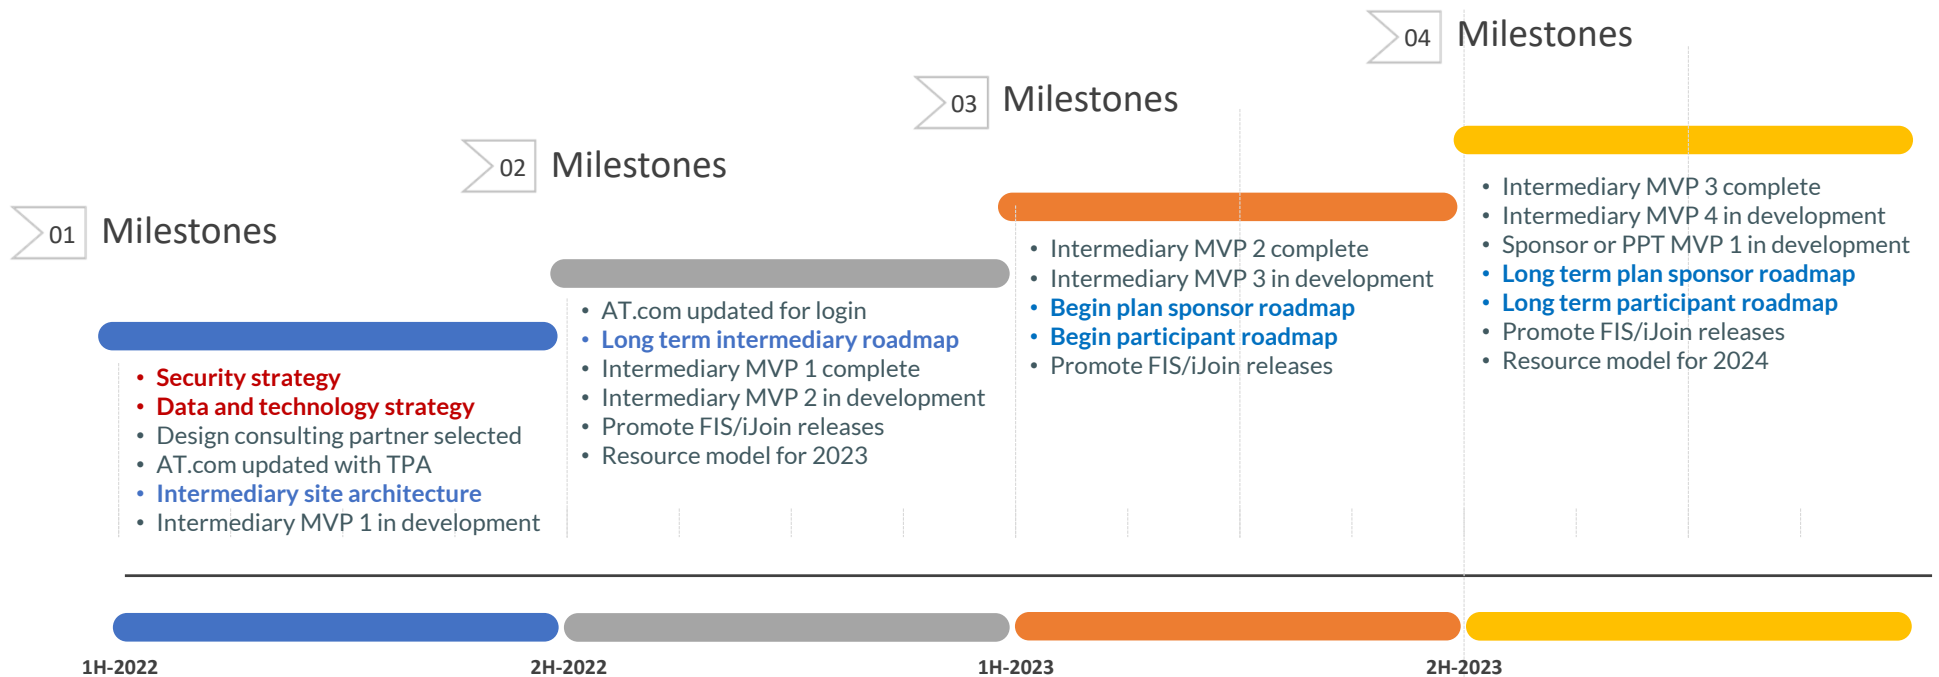 01 Milestones
• Security strategy
• Data and technology strategy
• Design consulting partner selected
• AT.com updated with TPA
• Intermediary site architecture
• Intermediary MVP 1 in development
02 Milestones
• AT.com updated for login
• Long term intermediary roadmap
• Intermediary MVP 1 complete
• Intermediary MVP 2 in development
• Promote FIS/iJoin releases
• Resource model for 2023
03 Milestones
• Intermediary MVP 2 complete
• Intermediary MVP 3 in development
• Begin plan sponsor roadmap
• Begin participant roadmap
• Promote FIS/iJoin releases
04 Milestones
• Intermediary MVP 3 complete
• Intermediary MVP 4 in development
• Sponsor or PPT MVP 1 in development
• Long term plan sponsor roadmap
• Long term participant roadmap
• Promote FIS/iJoin releases
• Resource model for 2024
1H-2022
2H-2022
1H-2023
2H-2023